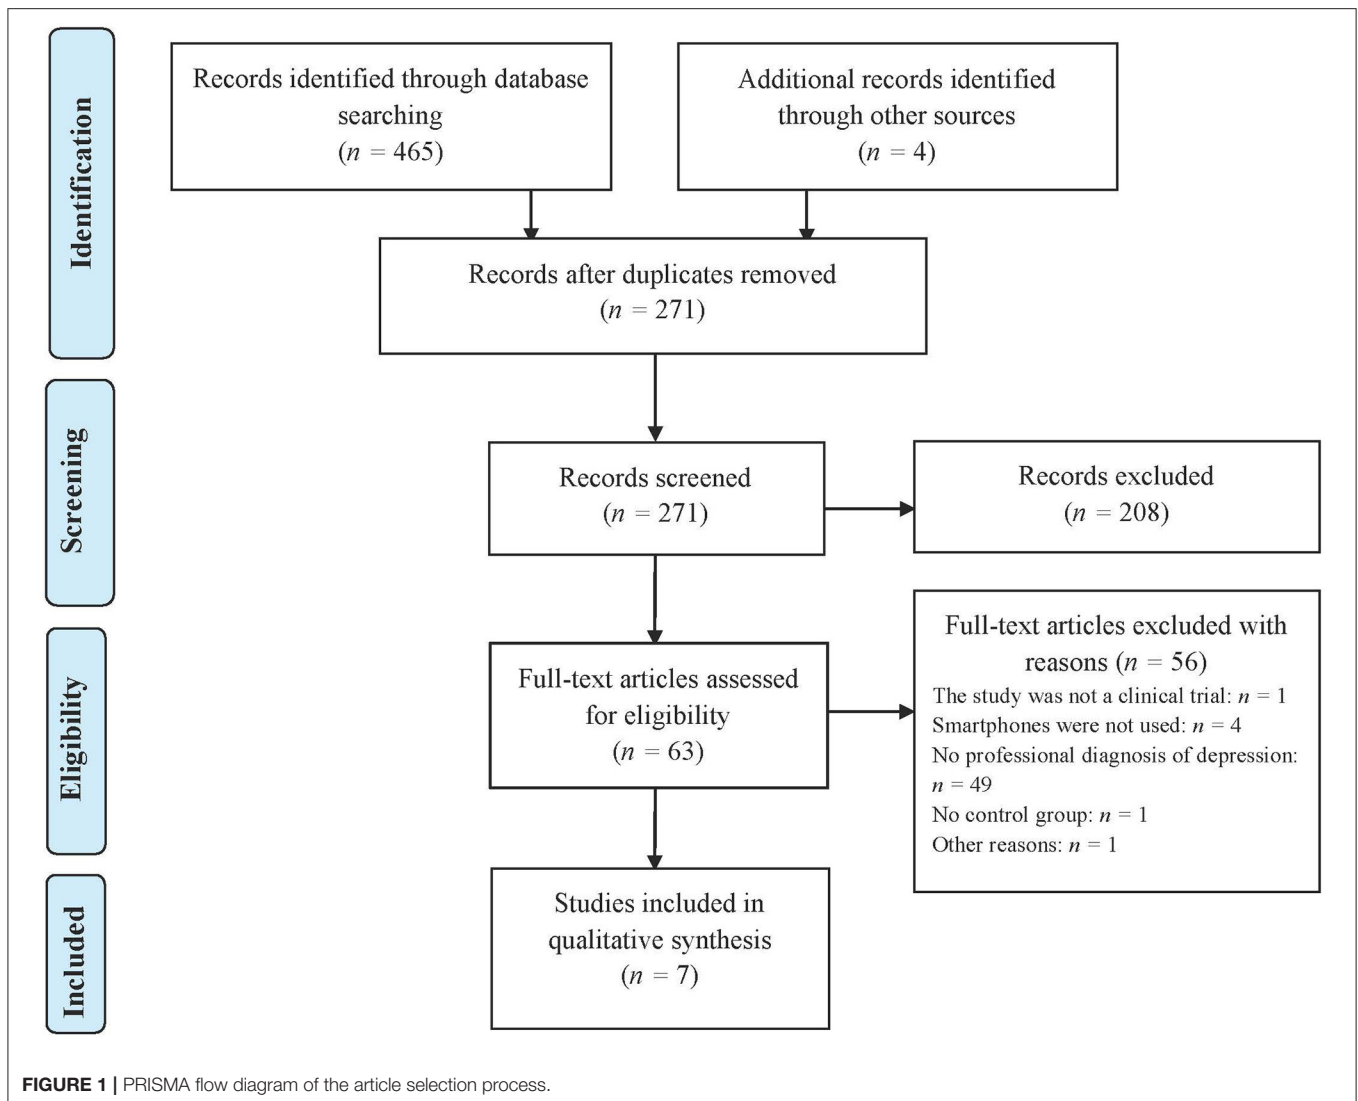 Identification
Records identified through database
searching
(n = 465)
Additional records identified
through other sources
(n = 4)
Records after duplicates removed
(n = 271)
Screening
Records screened
(n = 271)
Records excluded
(n = 208)
Eligibility
Full-text articles assessed
for eligibility
(n = 63)
Full-text articles excluded with
reasons (n = 56)
The study was not a clinical trial: n = 1
Smartphones were not used: n = 4
No professional diagnosis of depression:
n = 49
No control group: n = 1
Other reasons: n = 1
Included
Studies included in
qualitative synthesis
(n = 7)
FIGURE 1 | PRISMA flow diagram of the article selection process.